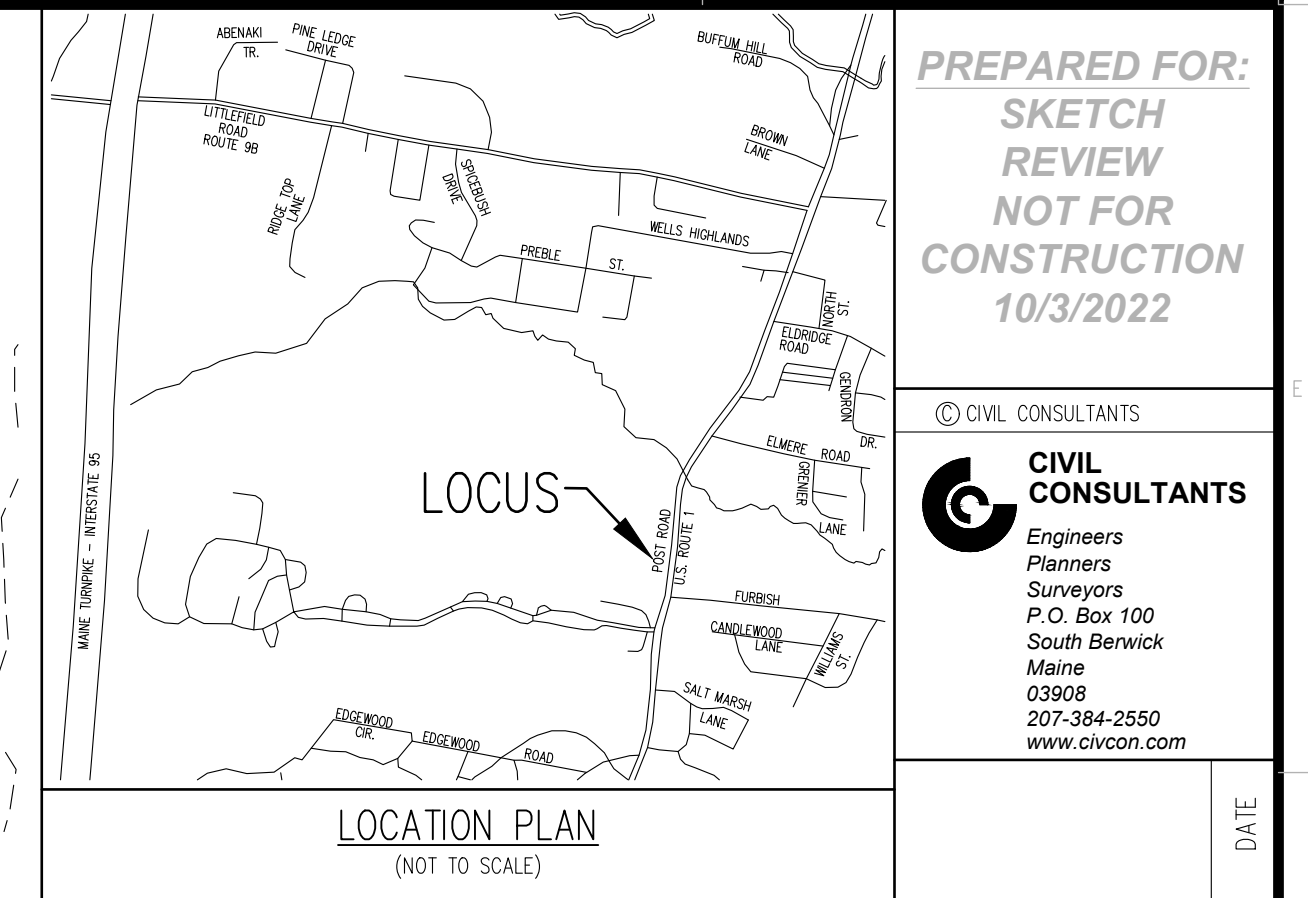 ABENAKI
TR.
PINE LEDGE
DRIVE
BUFFUM HILL
ROAD
LITTLEFIELD
ROAD
ROUTE 9B
BROWN
LANE
RIDGE TOP
LANE
SPICEBUSH
DRIVE
WELLS HIGHLANDS
PREBLE
ST.
NORTH
ST.
ELDRIDGE
ROAD
GENDRON
DR.
ELMERE ROAD
GRENIER
LANE
MAINE TURNPIKE - INTERSTATE 95
LOCUS
POST ROAD
U.S. ROUTE 1
FURBISH
CANDLEWOOD
LANE
WILLIAMS
ST.
SALT MARSH
LANE
EDGEWOOD
CIR.
EDGEWOOD
ROAD
LOCATION PLAN
(NOT TO SCALE)
PREPARED FOR:
SKETCH
REVIEW
NOT FOR
CONSTRUCTION
10/3/2022
E
© CIVIL CONSULTANTS
CIVIL
CONSULTANTS
Engineers
Planners
Surveyors
P.O. Box 100
South Berwick
Maine
03908
207-384-2550
www.civcon.com
DATE